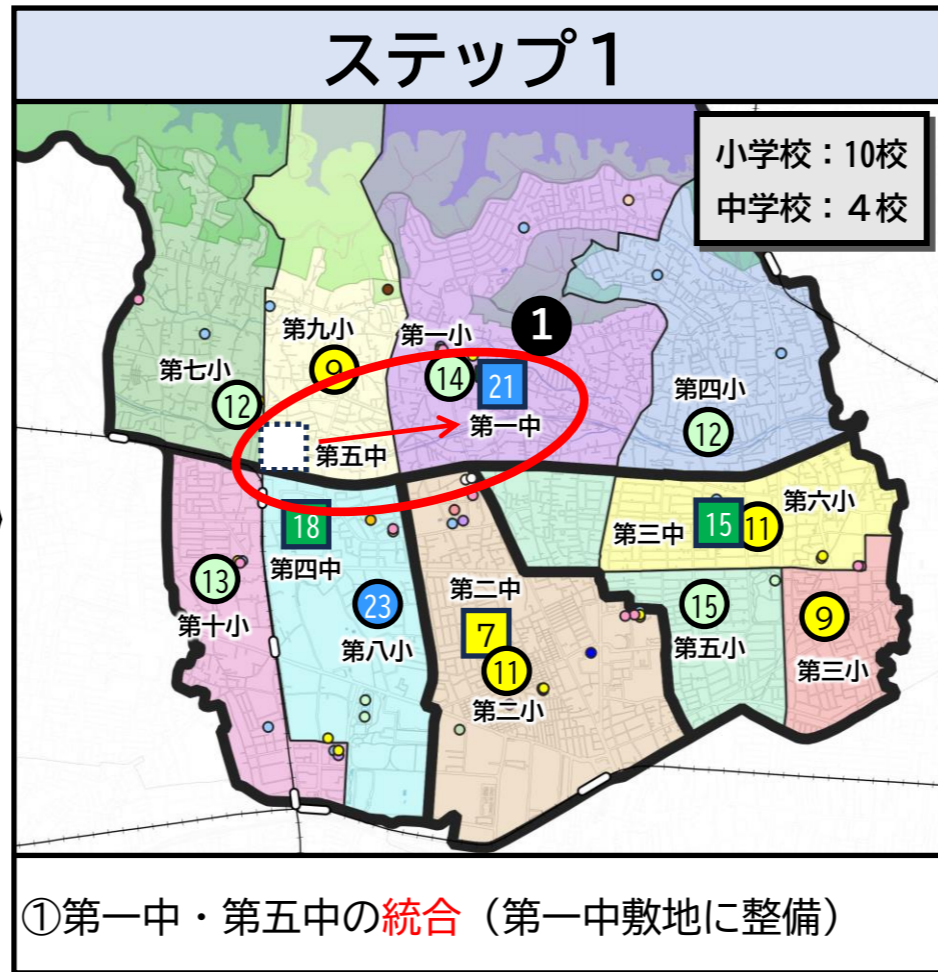 ステップ1
小学校：10校
中学校：４校
1
第九小
9
第一小
14
21
第一中
第七小
12
第四小
12
第五中
18
第四中
第三中
15
11
第六小
13
第十小
23
第八小
第二中
7
11
第二小
15
第五小
9
第三小
①第一中・第五中の統合（第一中敷地に整備）